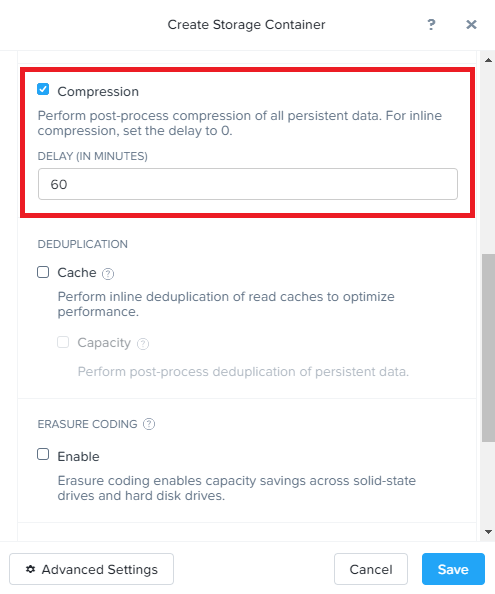 Create Storage Container
?
×
Compression
Perform post-process compression of all persistent data. For inline
compression, set the delay to 0.
DELAY (IN MINUTES)
60
DEDUPLICATION
Cache ?
Perform inline deduplication of read caches to optimize
performance.
Capacity ?
Perform post-process deduplication of persistent data.
ERASURE CODING ?
Enable
Erasure coding enables capacity savings across solid-state
drives and hard disk drives.
Advanced Settings
Cancel
Save